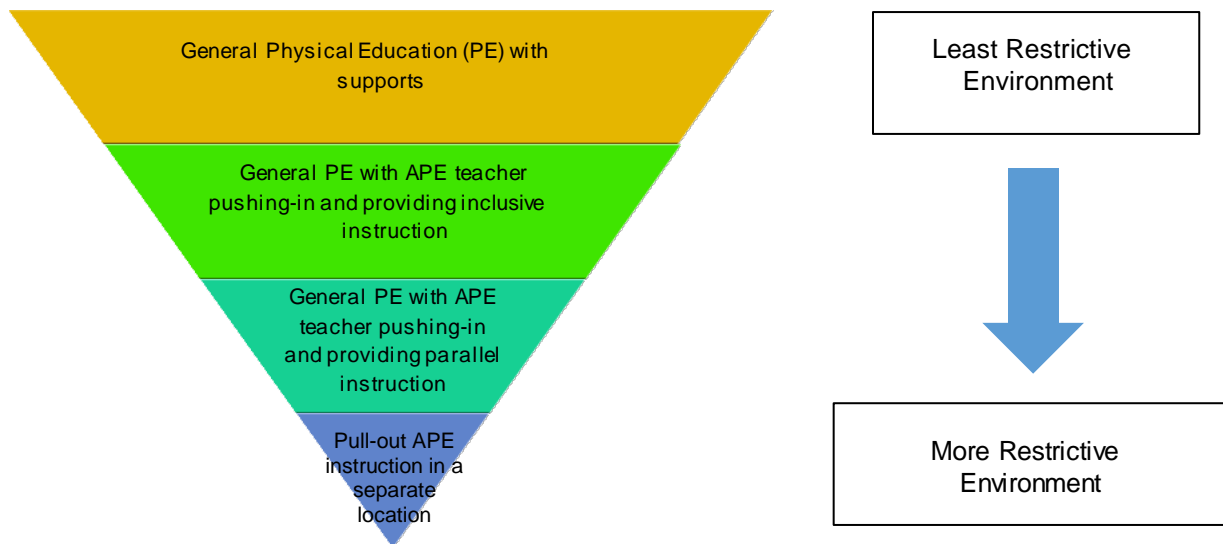 General Physical Education (PE) with
supports
General PE with APE teacher
pushing-in and providing inclusive
instruction
General PE with APE
teacher pushing-in
and providing parallel
instruction
Pull-out APE
instruction in a
separate
location
Least Restrictive
Environment
More Restrictive
Environment